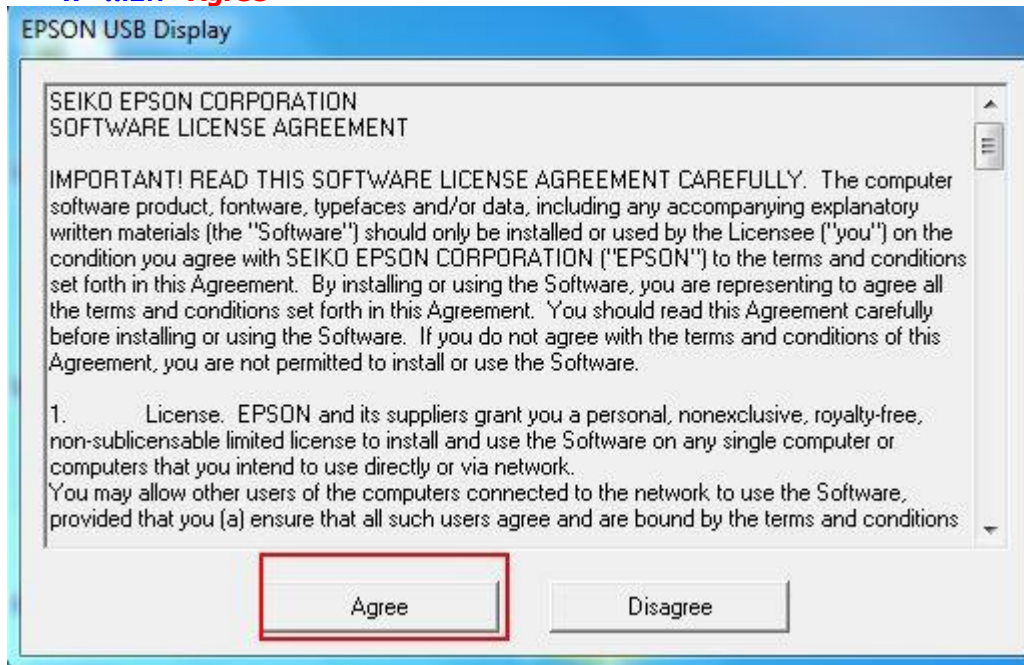 Agree
EPSON USB Display
SEIKO EPSON CORPORATION
SOFTWARE LICENSE AGREEMENT
IMPORTANT! READ THIS SOFTWARE LICENSE AGREEMENT CAREFULLY. The computer
software product, fontware, typefaces and/or data, including any accompanying explanatory
written materials (the "Software") should only be installed or used by the Licensee ("you") on the
condition you agree with SEIKO EPSON CORPORATION ("EPSON") to the terms and conditions
set forth in this Agreement. By installing or using the Software, you are representing to agree all
the terms and conditions set forth in this Agreement. You should read this Agreement carefully
before installing or using the Software. If you do not agree with the terms and conditions of this
Agreement, you are not permitted to install or use the Software.
1. License. EPSON and its suppliers grant you a personal, nonexclusive, royalty-free,
non-sublicensable limited license to install and use the Software on any single computer or
computers that you intend to use directly or via network.
You may allow other users of the computers connected to the network to use the Software,
provided that you (a) ensure that all such users agree and are bound by the terms and conditions
Agree Disagree